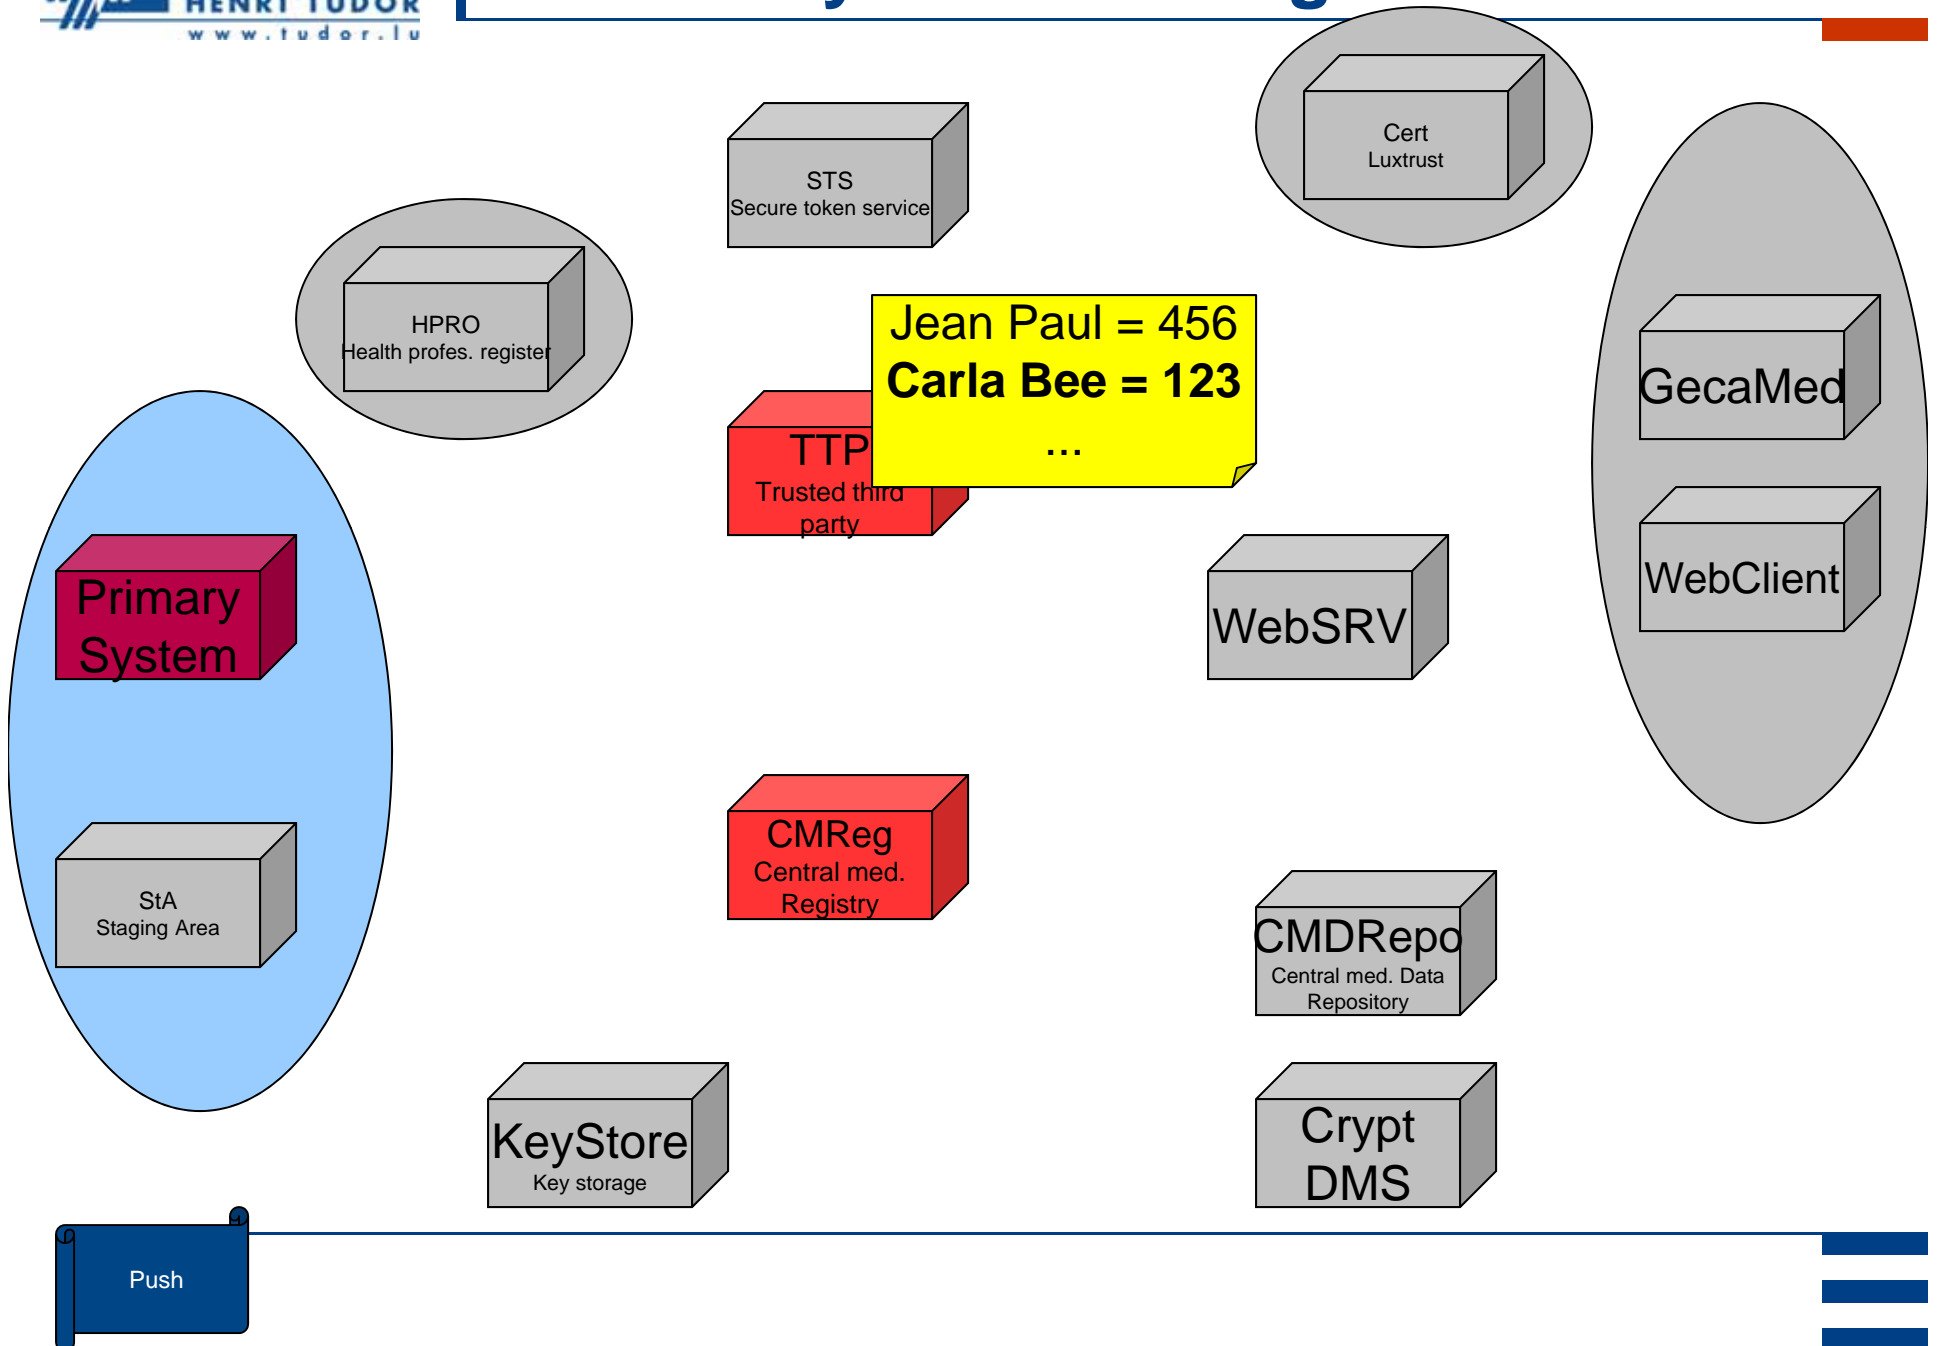 HENRI TUDOR
www.tudor.lu
Cert
Luxtrust
STS
Secure token service
HPRO
Health profes. register
Jean Paul = 456
Carla Bee = 123
...
GecaMed
TTP
Trusted third
party
WebClient
Primary
System
WebSRV
CMReg
Central med.
Registry
StA
Staging Area
CMDRepo
Central med. Data
Repository
KeyStore
Key storage
Crypt
DMS
Push